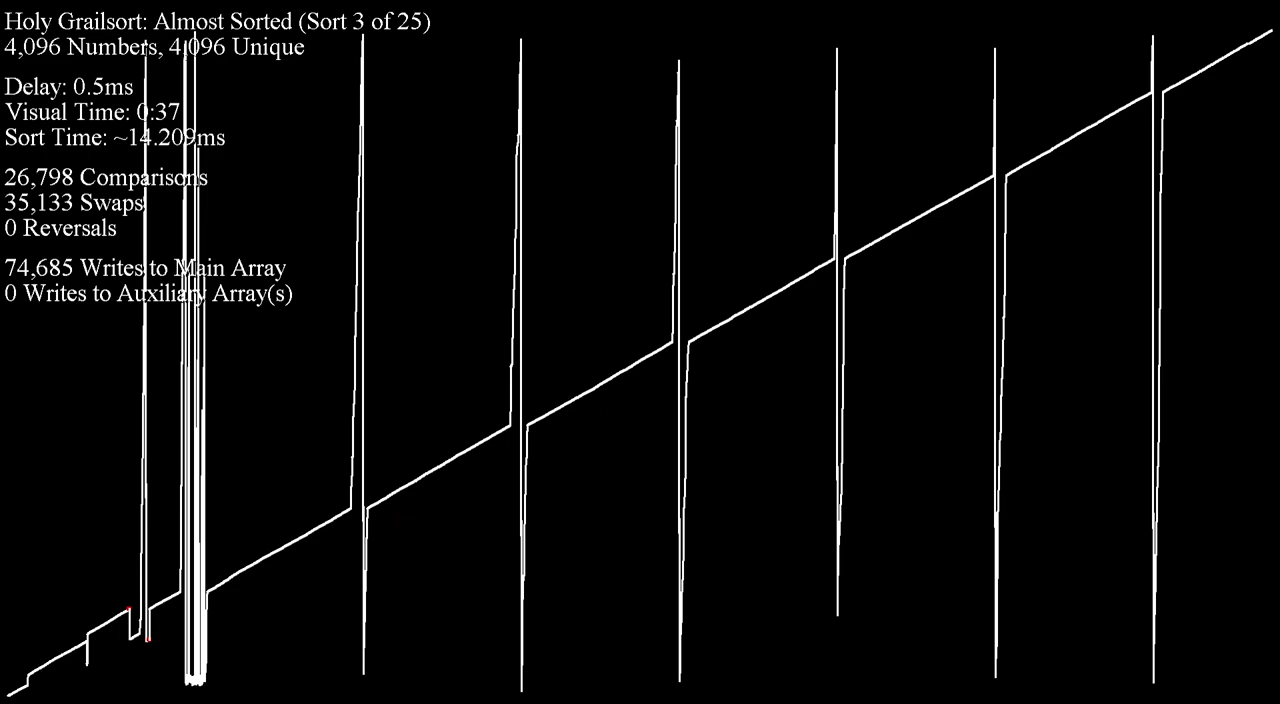 Holy Grailsort: Almost Sorted (Sort 3 of 25)
4,096 Numbers, 4,096 Unique
Delay: 0.5ms
Visual Time: 0:37
Sort Time: ~14.209ms
26,798 Comparisons
35,133 Swaps
0 Reversals
74,685 Writes to Main Array
0 Writes to Auxiliary Array(s)